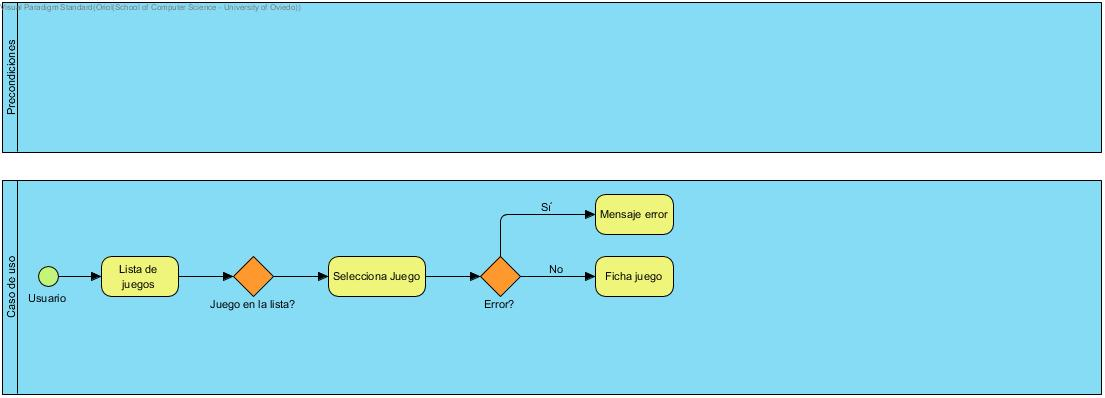 Visual Paradigm Standard(Oriol(School of Computer Science - University of Oviedo))
Precondiciones
Caso de uso
Usuario
Lista de
juegos
Juego en la lista?
Selecciona Juego
Error?
Sí
Mensaje error
No
Ficha juego